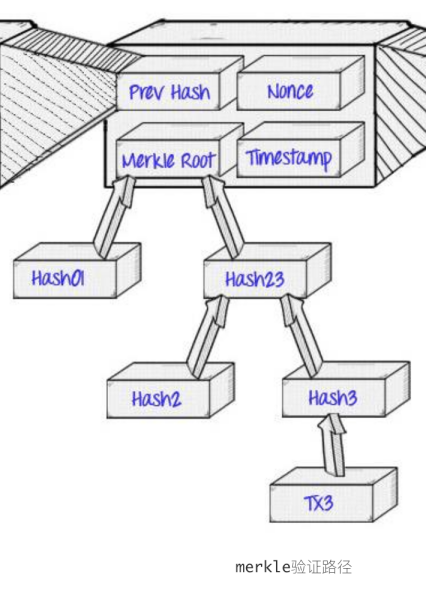 Prev Hash Nonce
Merkle Root Timestamp
Hash01 Hash23
Hash2 Hash3
TX3
merkle验证路径